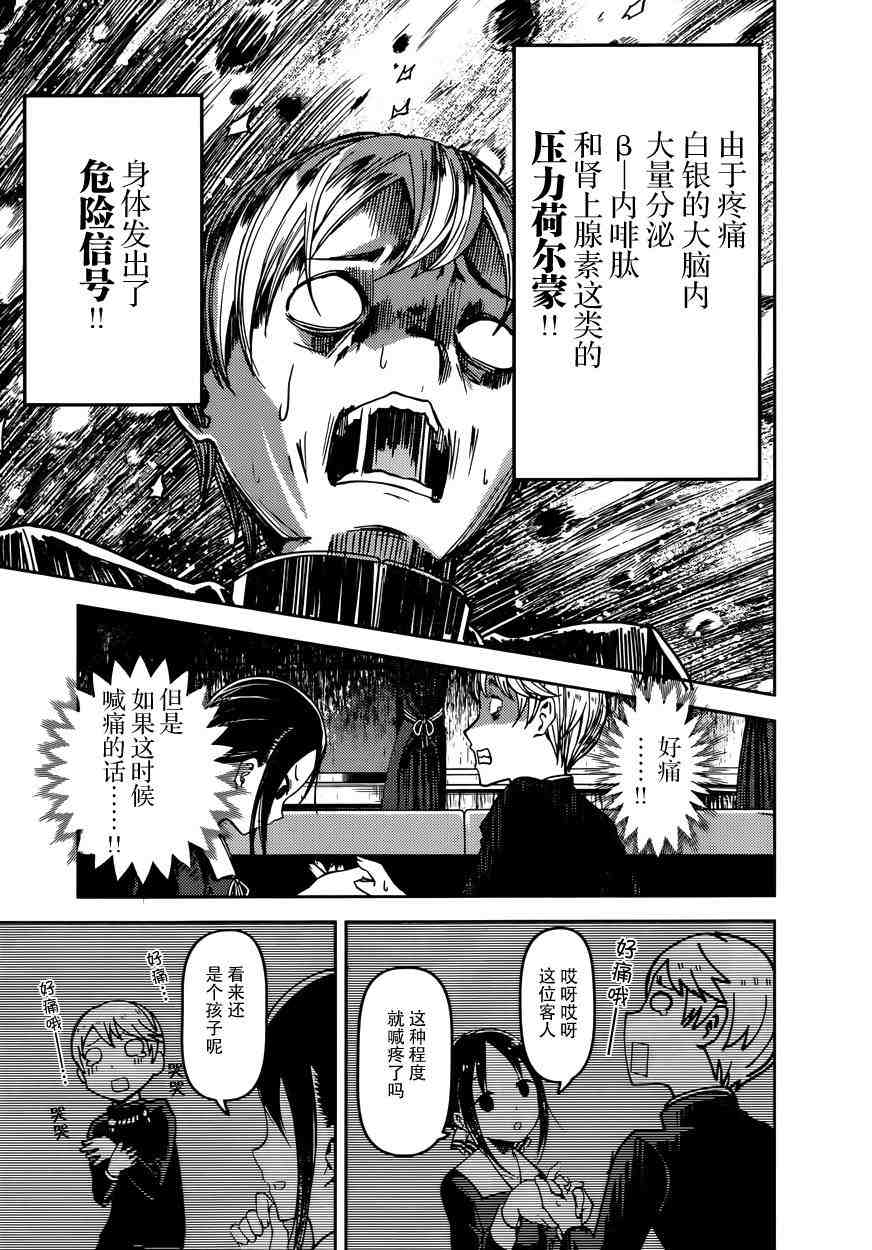 由于疼痛
白银的大脑内
大量分泌
β—内啡肽
和肾上腺素这类的
压力荷尔蒙!!
身体发出了
危险信号!!
好痛
……!!
但是
如果这时候
喊痛的话……!!
好痛哦——
哎呀哎呀
这位客人
这种程度
就喊疼了吗
看来还
是个孩子呢
好痛…
好痛哦——…
哭哭
哭哭